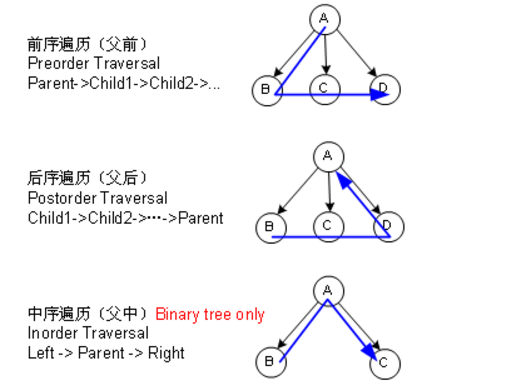 前序遍历（父前）
Preorder Traversal
Parent->Child1->Child2->...
A
B
C
D
后序遍历（父后）
Postorder Traversal
Child1->Child2->···->Parent
A
B
C
D
中序遍历（父中）Binary tree only
Inorder Traversal
Left -> Parent -> Right
A
B
C